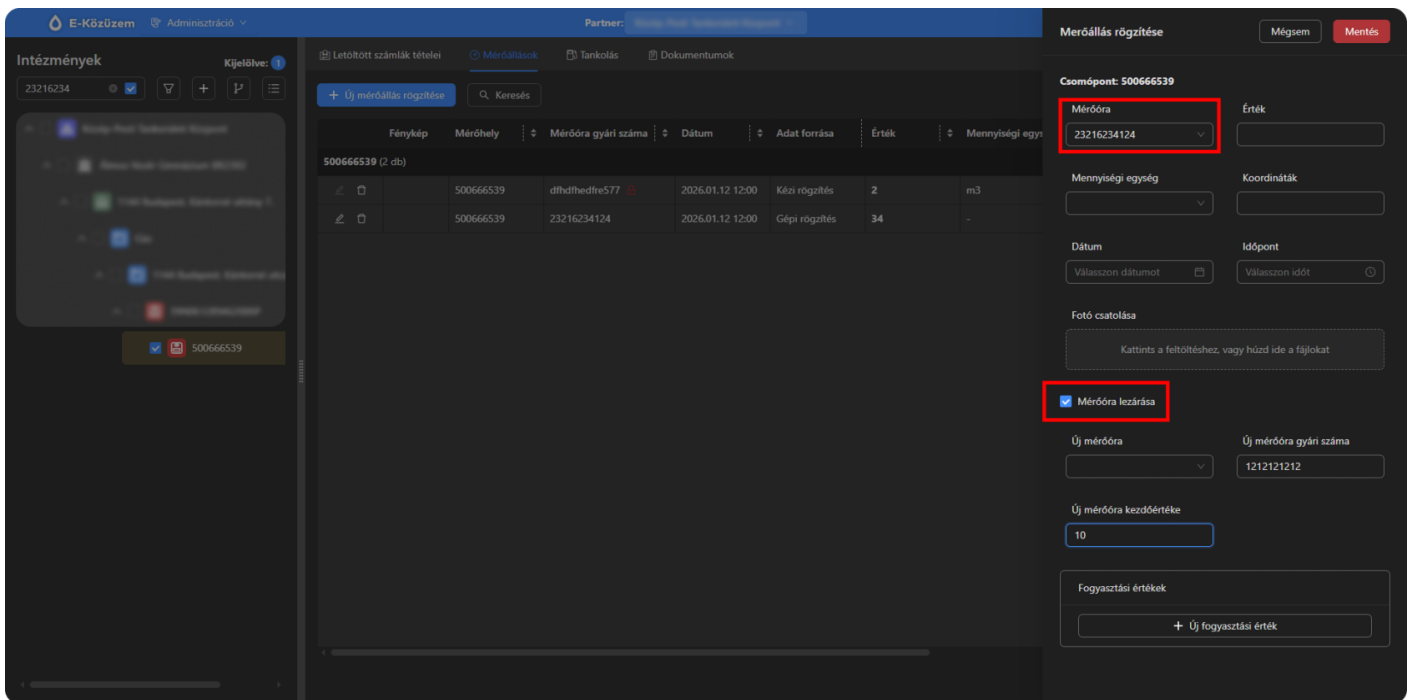 E-Közüzem Adminisztráció Partner:
Intézmények Kijelölve: 1
23216234
500666539
Letöltött számlák tételei Mérőállások Tankolás Dokumentumok
+ Új mérőállás rögzítése Keresés
Fénykép Mérőhely Mérőóra gyári száma Dátum Adat forrása Érték Mennyiségi egys
500666539 (2 db)
500666539 dfhdfhedfre577 2026.01.12 12:00 Kézi rögzítés 2 m3
500666539 23216234124 2026.01.12 12:00 Gépi rögzítés 34 -
Merőállás rögzítése Mégsem Mentés
Csomópont: 500666539
Mérőóra Érték
23216234124
Mennyiségi egység Koordináták
Dátum Időpont
Válasszon dátumot Válasszon időt
Fotó csatolása
Kattints a feltöltéshez, vagy húzd ide a fájlokat
Mérőóra lezárása
Új mérőóra Új mérőóra gyári száma
1212121212
Új mérőóra kezdőértéke
10
Fogyasztási értékek
+ Új fogyasztási érték